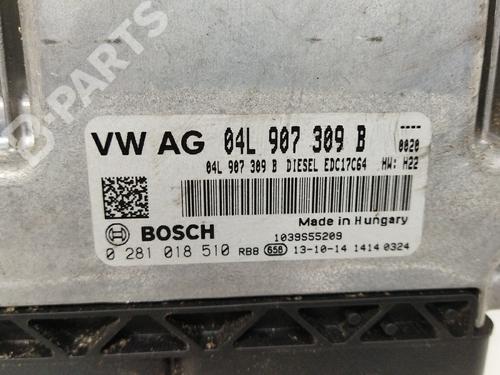 B-PARTS
VW AG 04L 907 309 B
----
0020
04L 907 309 B DIESEL EDC17C64 HW: H22
Made in Hungary
BOSCH 1039S55209
0 281 018 510 RB8 658 13-10-14 1414 0324